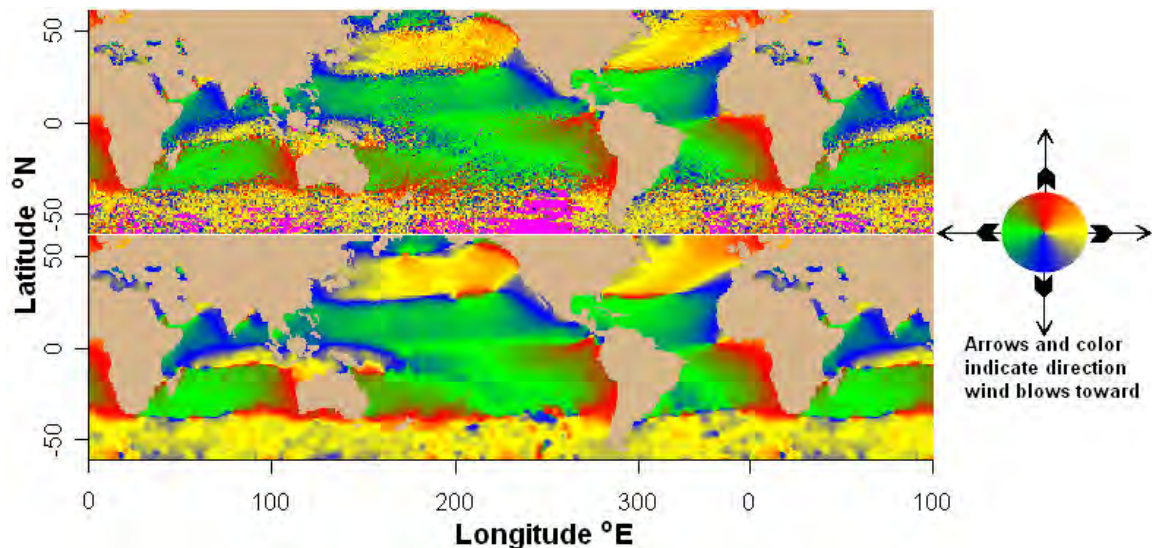 50
0
-50
50
0
-50
Latitude °N
0
100
200
300
0
100
Longitude °E
Arrows and color
indicate direction
wind blows toward